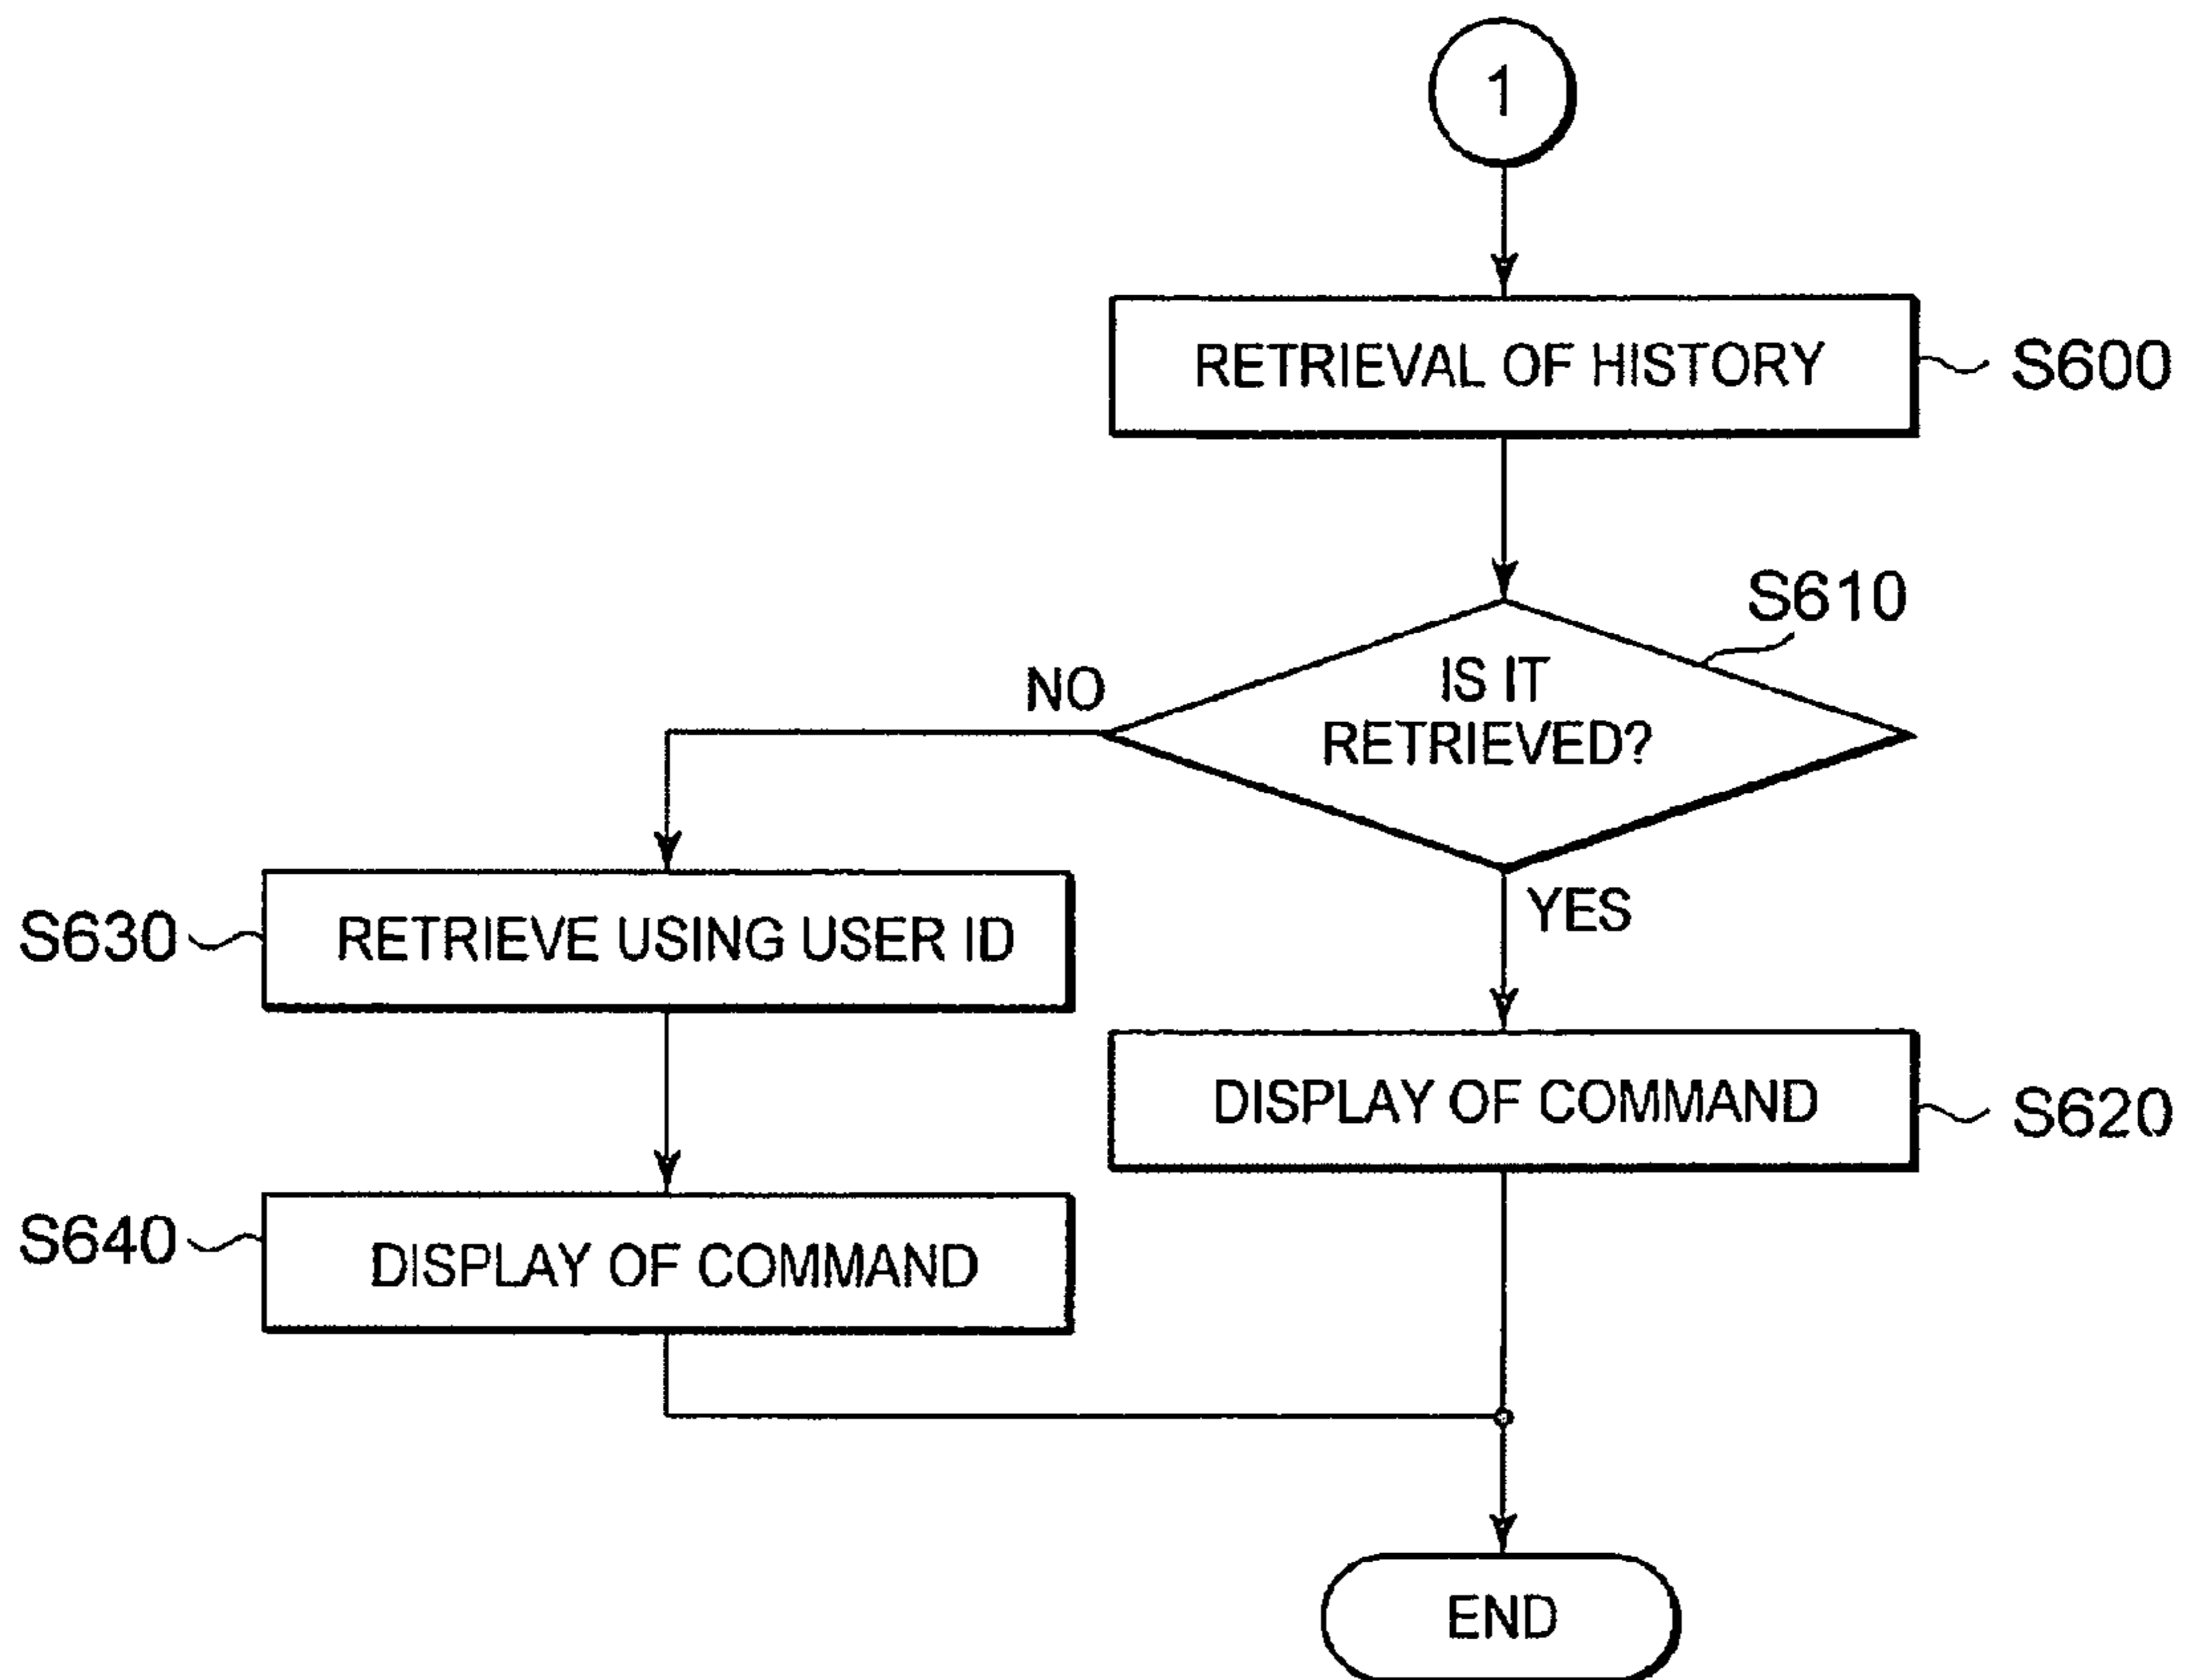 1
RETRIEVAL OF HISTORY
S600
S610
IS IT
RETRIEVED?
NO
YES
S630
RETRIEVE USING USER ID
DISPLAY OF COMMAND
S620
S640
DISPLAY OF COMMAND
END